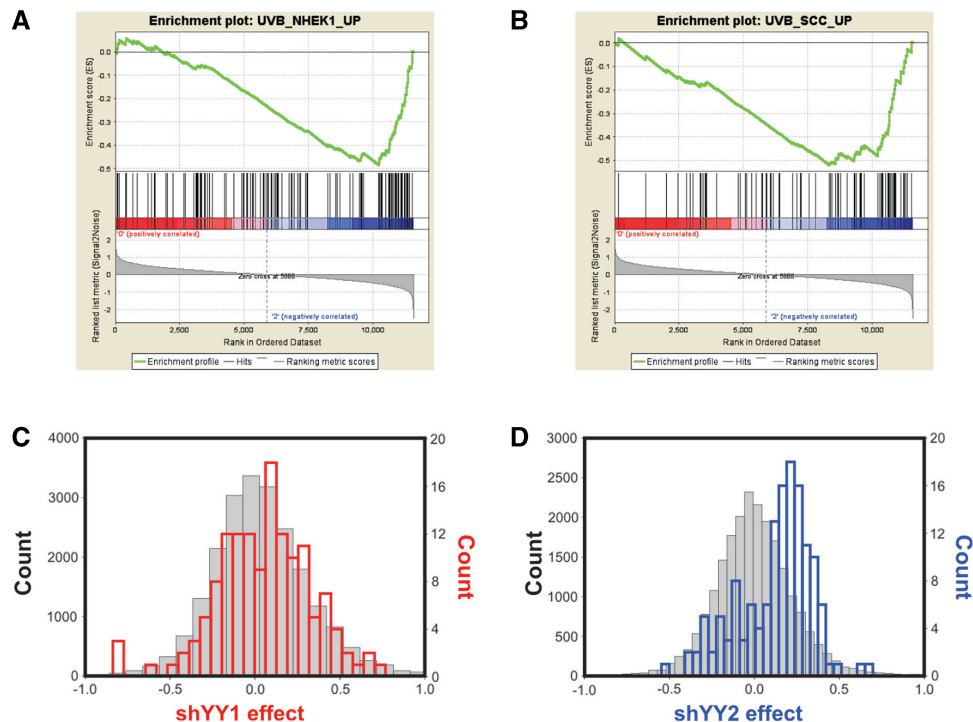 A
Enrichment plot: UVB_NHEK1_UP
Enrichment score (ES)
0.0
-0.1
-0.2
-0.3
-0.4
-0.5
'0' (positively correlated)
Ranked list metric (Signal2Noise)
2
1
0
-1
-2
Zero cross at 5888
'2' (negatively correlated)
0 2,500 5,000 7,500 10,000
Rank in Ordered Dataset
Enrichment profile Hits Ranking metric scores
B
Enrichment plot: UVB_SCC_UP
Enrichment score (ES)
0.0
-0.1
-0.2
-0.3
-0.4
-0.5
'0' (positively correlated)
Ranked list metric (Signal2Noise)
2
1
0
-1
-2
Zero cross at 5888
'2' (negatively correlated)
0 2,500 5,000 7,500 10,000
Rank in Ordered Dataset
Enrichment profile Hits Ranking metric scores
C
Count
4000
3000
2000
1000
0
20
16
12
8
4
0
Count
-1.0 -0.5 0.0 0.5 1.0
shYY1 effect
D
Count
3000
2500
2000
1500
1000
500
0
20
16
12
8
4
0
Count
-1.0 -0.5 0.0 0.5 1.0
shYY2 effect